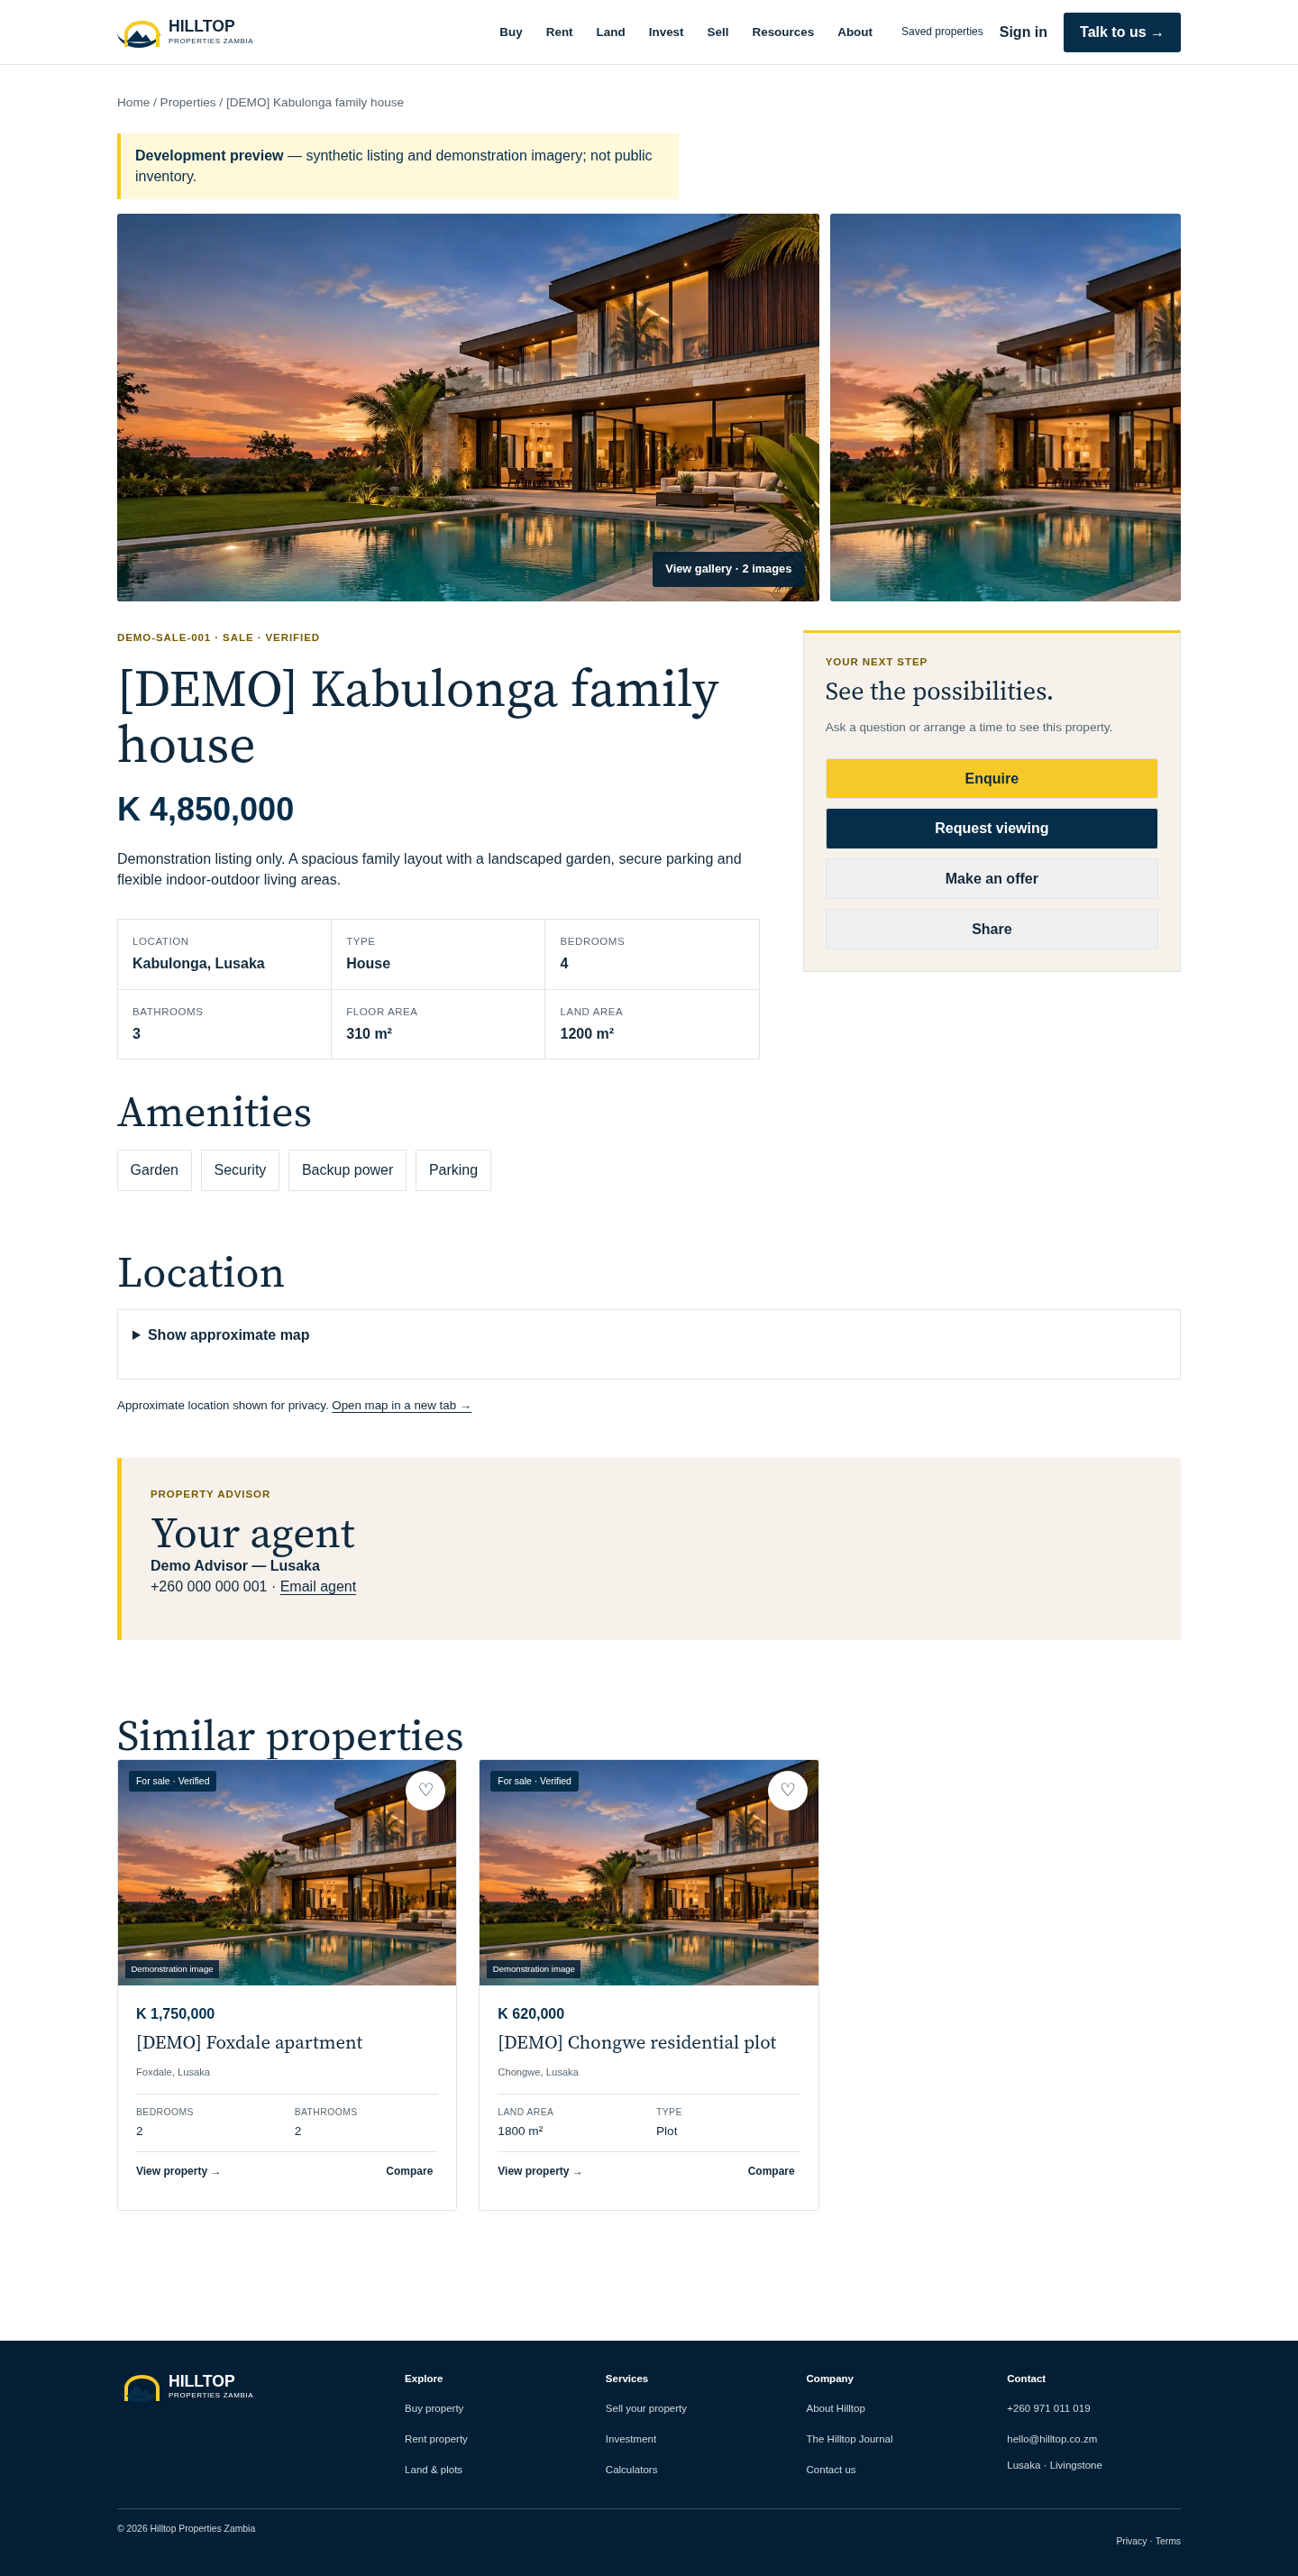 HILLTOP
PROPERTIES ZAMBIA
Buy Rent Land Invest Sell Resources About Saved properties Sign in Talk to us →
Home / Properties / [DEMO] Kabulonga family house
Development preview — synthetic listing and demonstration imagery; not public
inventory.
View gallery · 2 images
DEMO-SALE-001 · SALE · VERIFIED
[DEMO] Kabulonga family
house
K 4,850,000
Demonstration listing only. A spacious family layout with a landscaped garden, secure parking and
flexible indoor-outdoor living areas.
YOUR NEXT STEP
See the possibilities.
Ask a question or arrange a time to see this property.
Enquire
Request viewing
Make an offer
Share
LOCATION TYPE BEDROOMS
Kabulonga, Lusaka House 4
BATHROOMS FLOOR AREA LAND AREA
3 310 m² 1200 m²
Amenities
Garden Security Backup power Parking
Location
▶ Show approximate map
Approximate location shown for privacy. Open map in a new tab →
PROPERTY ADVISOR
Your agent
Demo Advisor — Lusaka
+260 000 000 001 · Email agent
Similar properties
For sale · Verified
♡
Demonstration image
K 1,750,000
[DEMO] Foxdale apartment
Foxdale, Lusaka
BEDROOMS BATHROOMS
2 2
View property → Compare
For sale · Verified
♡
Demonstration image
K 620,000
[DEMO] Chongwe residential plot
Chongwe, Lusaka
LAND AREA TYPE
1800 m² Plot
View property → Compare
HILLTOP
PROPERTIES ZAMBIA
Explore
Buy property
Rent property
Land & plots
Services
Sell your property
Investment
Calculators
Company
About Hilltop
The Hilltop Journal
Contact us
Contact
+260 971 011 019
hello@hilltop.co.zm
Lusaka · Livingstone
© 2026 Hilltop Properties Zambia
Privacy · Terms